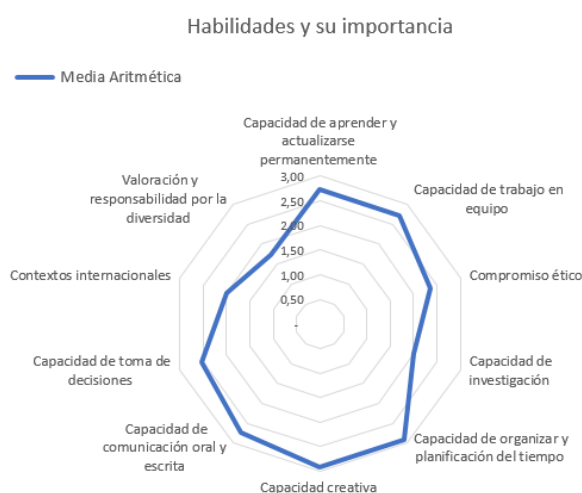 Habilidades y su importancia
Media Aritmética
Capacidad de aprender y
actualizarse
permanentemente
Capacidad de trabajo en
equipo
Compromiso ético
Capacidad de
investigación
Capacidad de organizar y
planificación del tiempo
Capacidad creativa
Capacidad de
comunicación oral y
escrita
Capacidad de toma de
decisiones
Contextos internacionales
Valoración y
responsabilidad por la
diversidad
3,00
2,50
2,00
1,50
1,00
0,50
-